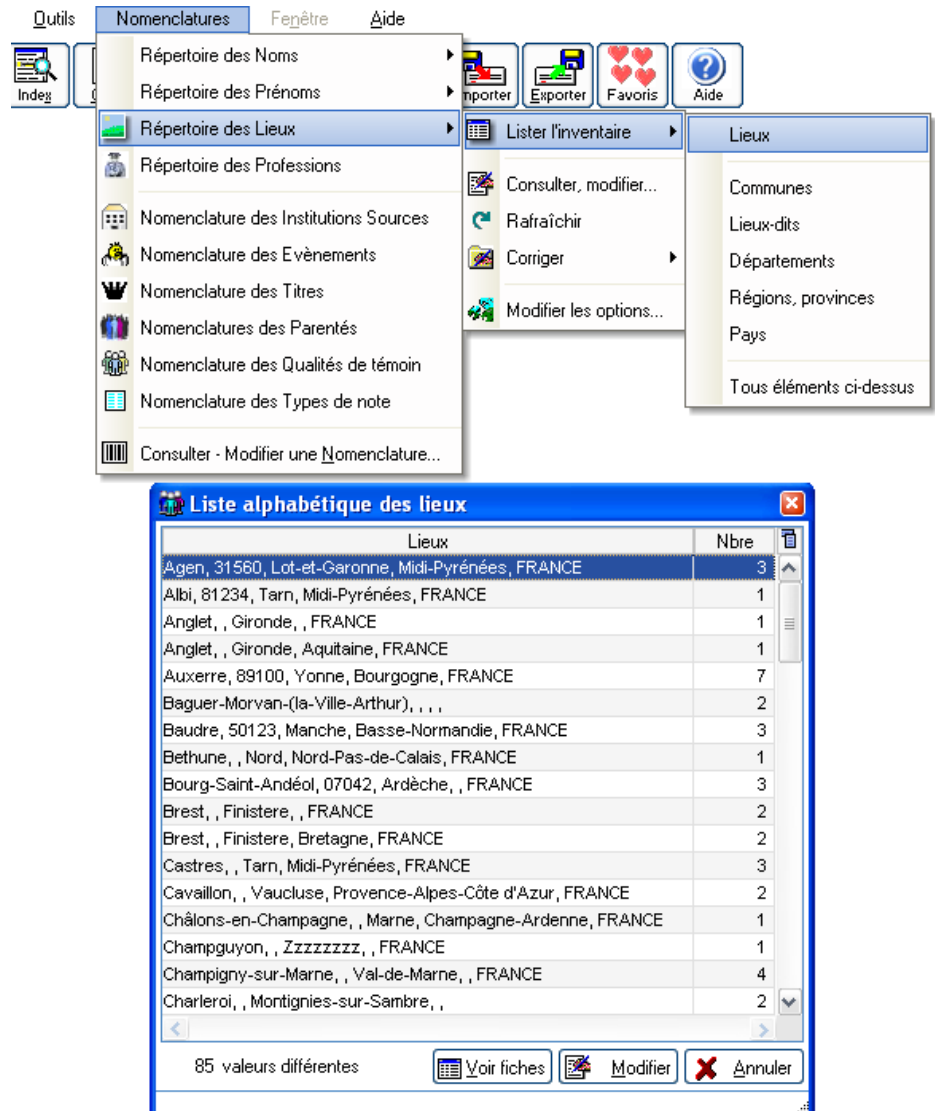 Outils Nomenclatures Fenêtre Aide
Index
Importer Exporter Favoris Aide
Répertoire des Noms
Répertoire des Prénoms
Répertoire des Lieux
Répertoire des Professions
Nomenclature des Institutions Sources
Nomenclature des Evènements
Nomenclature des Titres
Nomenclatures des Parentés
Nomenclature des Qualités de témoin
Nomenclature des Types de note
Consulter - Modifier une Nomenclature...
Lister l'inventaire
Consulter, modifier...
Rafraîchir
Corriger
Modifier les options...
Lieux
Communes
Lieux-dits
Départements
Régions, provinces
Pays
Tous éléments ci-dessus
Liste alphabétique des lieux
Lieux Nbre
Agen, 31560, Lot-et-Garonne, Midi-Pyrénées, FRANCE 3
Albi, 81234, Tarn, Midi-Pyrénées, FRANCE 1
Anglet, , Gironde, , FRANCE 1
Anglet, , Gironde, Aquitaine, FRANCE 1
Auxerre, 89100, Yonne, Bourgogne, FRANCE 7
Baguer-Morvan-(la-Ville-Arthur), , , , 2
Baudre, 50123, Manche, Basse-Normandie, FRANCE 3
Bethune, , Nord, Nord-Pas-de-Calais, FRANCE 1
Bourg-Saint-Andéol, 07042, Ardèche, , FRANCE 3
Brest, , Finistere, , FRANCE 2
Brest, , Finistere, Bretagne, FRANCE 2
Castres, , Tarn, Midi-Pyrénées, FRANCE 3
Cavaillon, , Vaucluse, Provence-Alpes-Côte d'Azur, FRANCE 2
Châlons-en-Champagne, , Marne, Champagne-Ardenne, FRANCE 1
Champguyon, , Zzzzzzzz, , FRANCE 1
Champigny-sur-Marne, , Val-de-Marne, , FRANCE 4
Charleroi, , Montignies-sur-Sambre, , 2
85 valeurs différentes Voir fiches Modifier Annuler